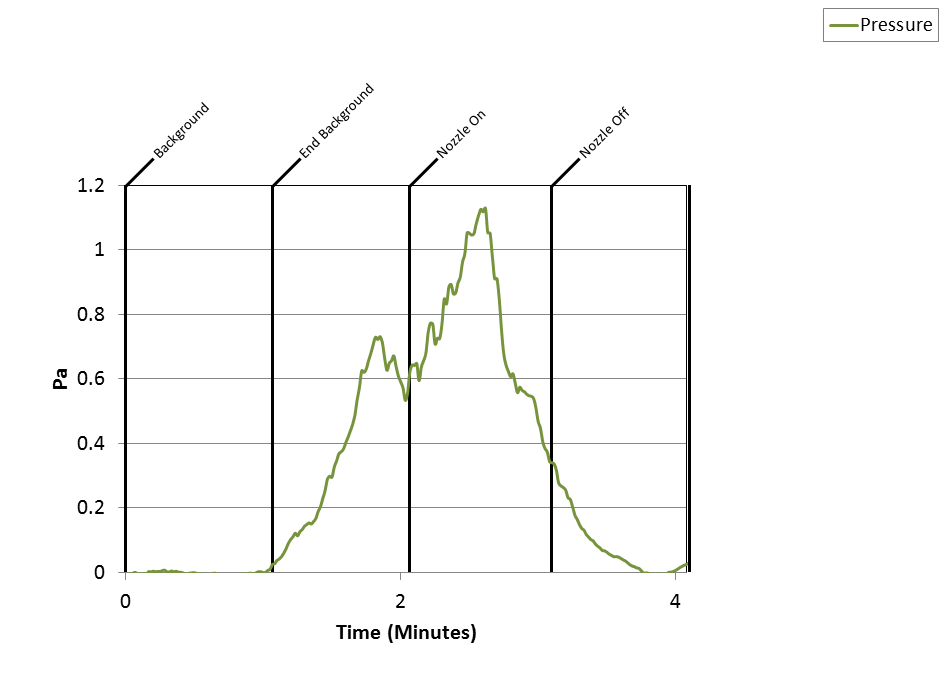 Pressure
Background
End Background
Nozzle On
Nozzle Off
1.2
1
0.8
0.6
0.4
0.2
0
Pa
0
2
4
Time (Minutes)